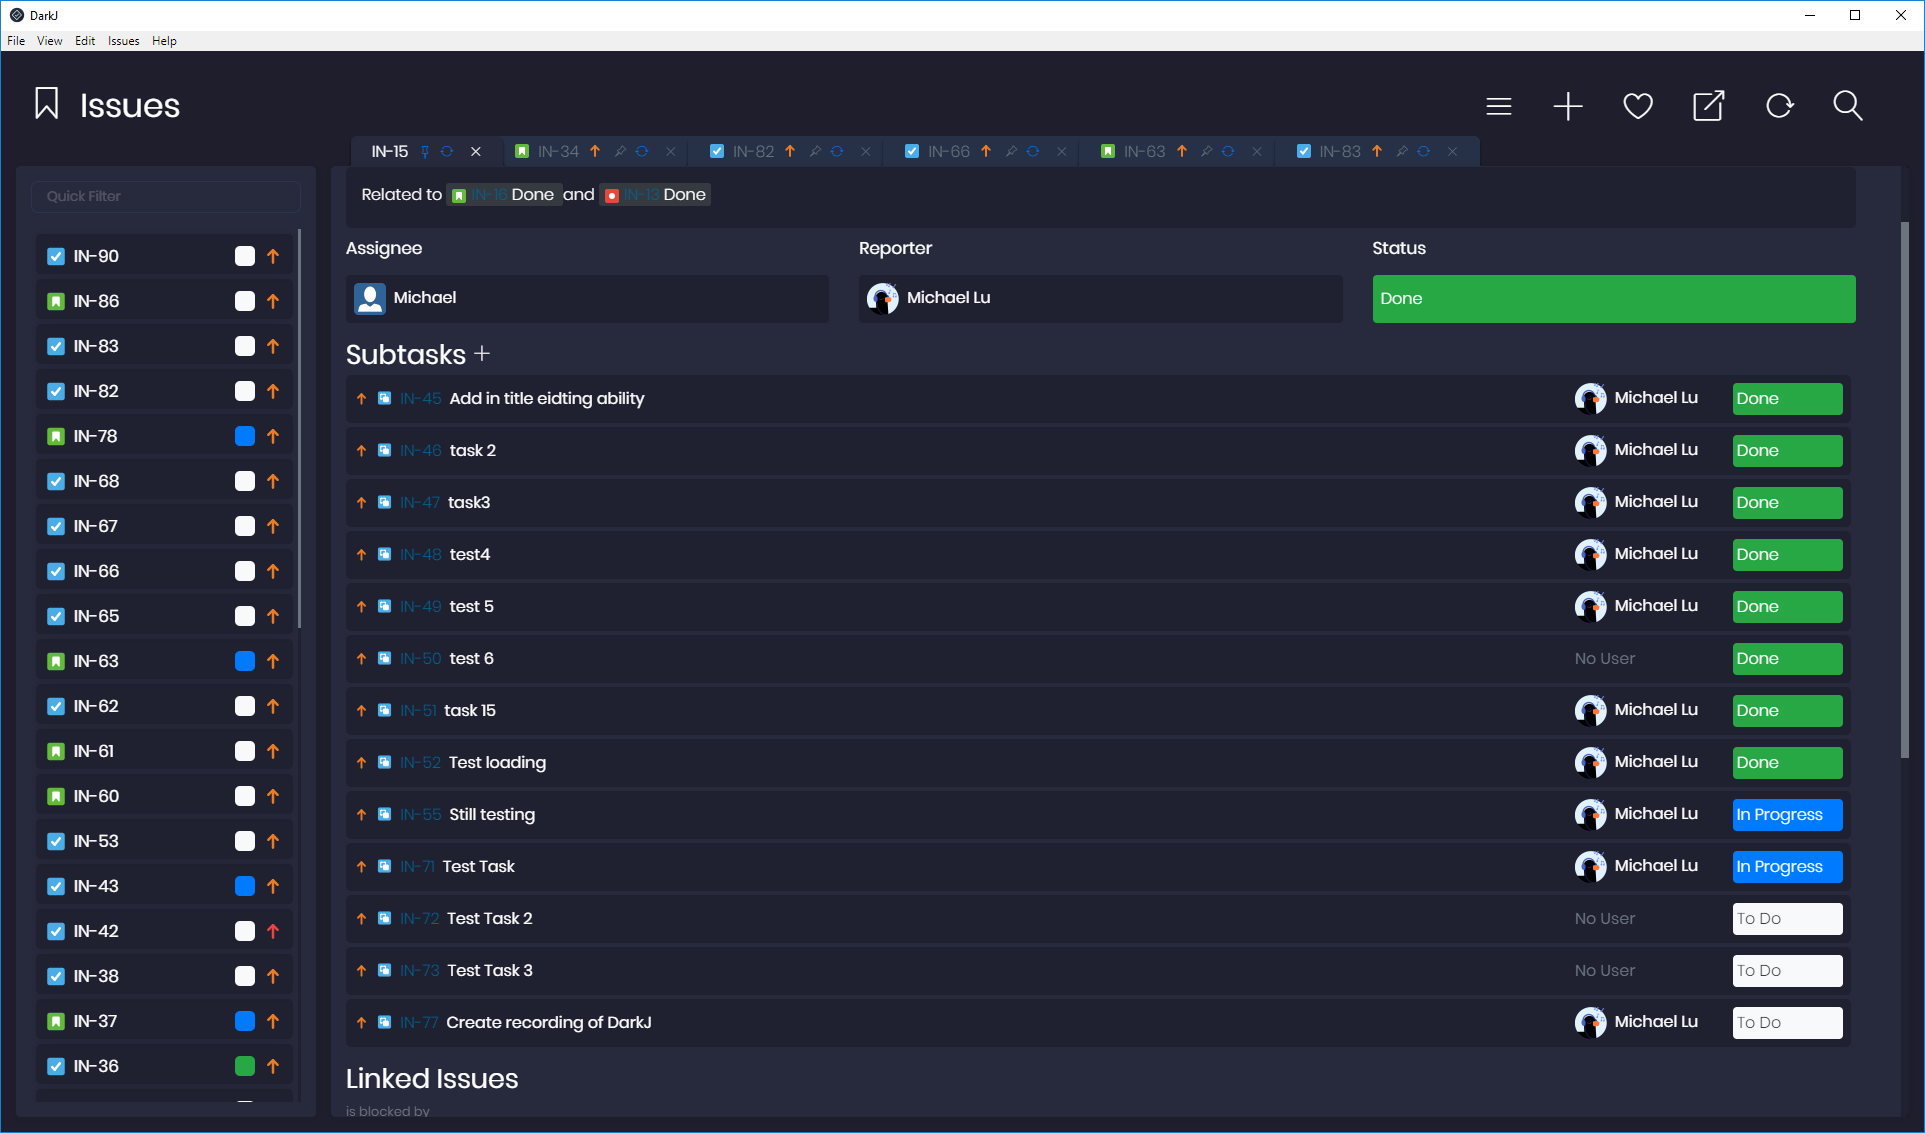 DarkJ
File View Edit Issues Help
Issues
IN-15 IN-34 IN-82 IN-66 IN-63 IN-83
Quick Filter
IN-90
IN-86
IN-83
IN-82
IN-78
IN-68
IN-67
IN-66
IN-65
IN-63
IN-62
IN-61
IN-60
IN-53
IN-43
IN-42
IN-38
IN-37
IN-36
Related to IN-16 Done and IN-13 Done
Assignee Reporter Status
Michael Michael Lu Done
Subtasks
IN-45 Add in title eidting ability Michael Lu Done
IN-46 task 2 Michael Lu Done
IN-47 task3 Michael Lu Done
IN-48 test4 Michael Lu Done
IN-49 test 5 Michael Lu Done
IN-50 test 6 No User Done
IN-51 task 15 Michael Lu Done
IN-52 Test loading Michael Lu Done
IN-55 Still testing Michael Lu In Progress
IN-71 Test Task Michael Lu In Progress
IN-72 Test Task 2 No User To Do
IN-73 Test Task 3 No User To Do
IN-77 Create recording of DarkJ Michael Lu To Do
Linked Issues
is blocked by